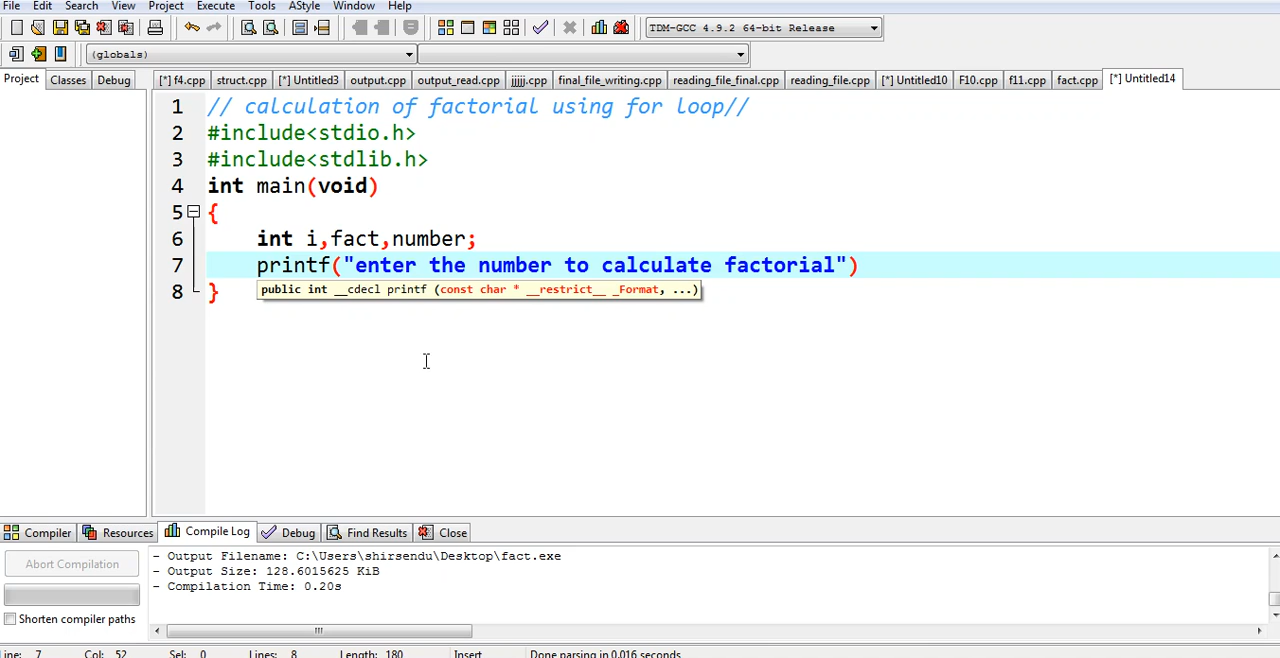 File Edit Search View Project Execute Tools AStyle Window Help
TDM-GCC 4.9.2 64-bit Release
(globals)
Project Classes Debug [*] f4.cpp struct.cpp [*] Untitled3 output.cpp output_read.cpp jjjjj.cpp final_file_writing.cpp reading_file_final.cpp reading_file.cpp [*] Untitled10 F10.cpp f11.cpp fact.cpp [*] Untitled14
1 // calculation of factorial using for loop//
2 #include<stdio.h>
3 #include<stdlib.h>
4 int main(void)
5 {
6 int i,fact,number;
7 printf("enter the number to calculate factorial")
8 }
public int __cdecl printf (const char * __restrict__ _Format, ...)
Compiler Resources Compile Log Debug Find Results Close
Abort Compilation
Shorten compiler paths
- Output Filename: C:\Users\shirsendu\Desktop\fact.exe
- Output Size: 128.6015625 KiB
- Compilation Time: 0.20s
Line: 7 Col: 52 Sel: 0 Lines: 8 Length: 180 Insert Done parsing in 0.016 seconds